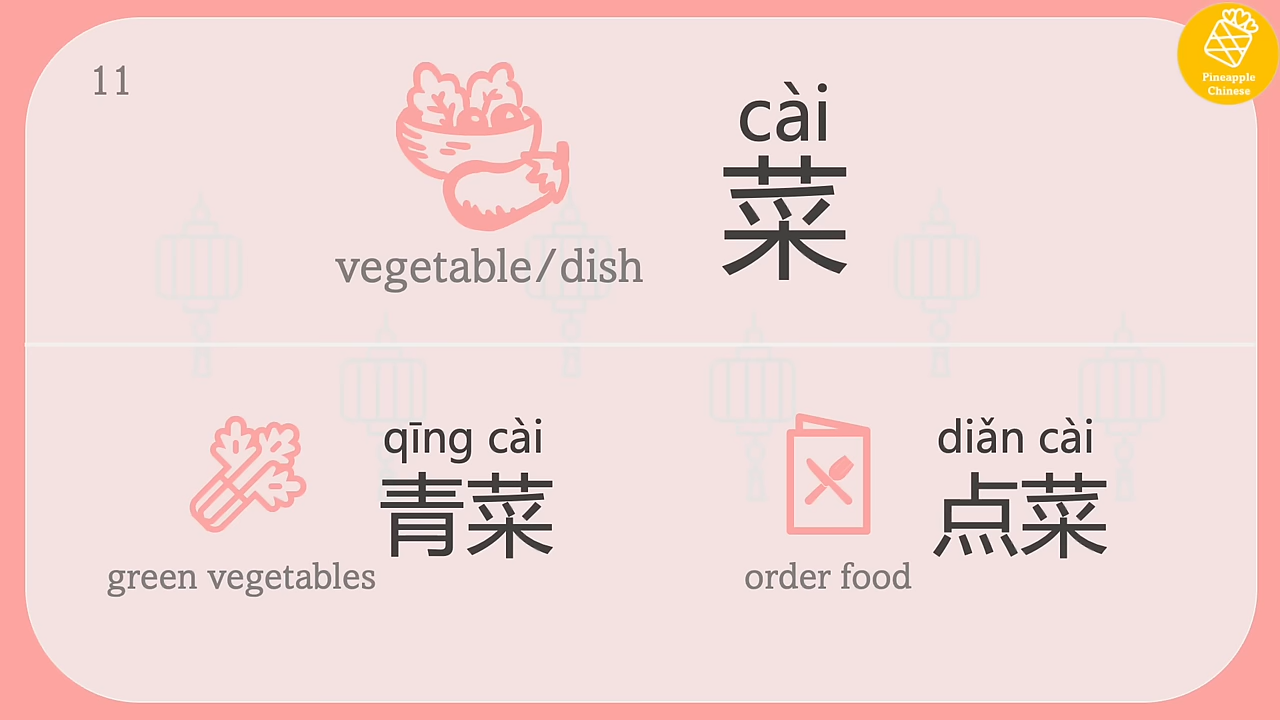 11
Pineapple
Chinese
cài
菜
vegetable/dish
qīng cài
青菜
green vegetables
diǎn cài
点菜
order food